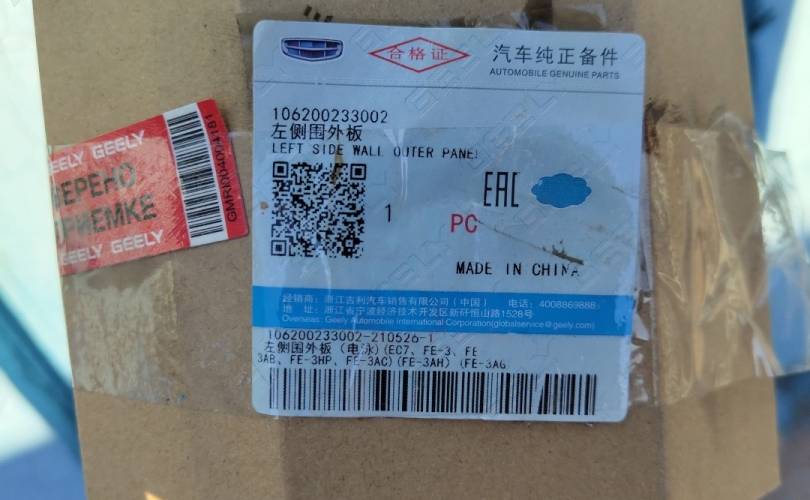 合格证
汽车纯正备件
AUTOMOBILE GENUINE PARTS
106200233002
左侧围外板
LEFT SIDE WALL OUTER PANEL
EAC
1
PC
MADE IN CHINA
经销商：浙江吉利汽车销售有限公司（中国） 电话：4008869888
地 址：浙江省宁波经济技术开发区新矸恒山路1528号
Overseas: Geely Automobile International Corporation(globalservice@geely.com)
106200233002-210526-1
左侧围外板（电泳)(EC7、FE-3、FE
3AB、FE-3HP、FE-3AC)(FE-3AH) (FE-3AG
GEELY GEELY
ВЕРЕНО
ПРИЕМКЕ
GEELY GEELY